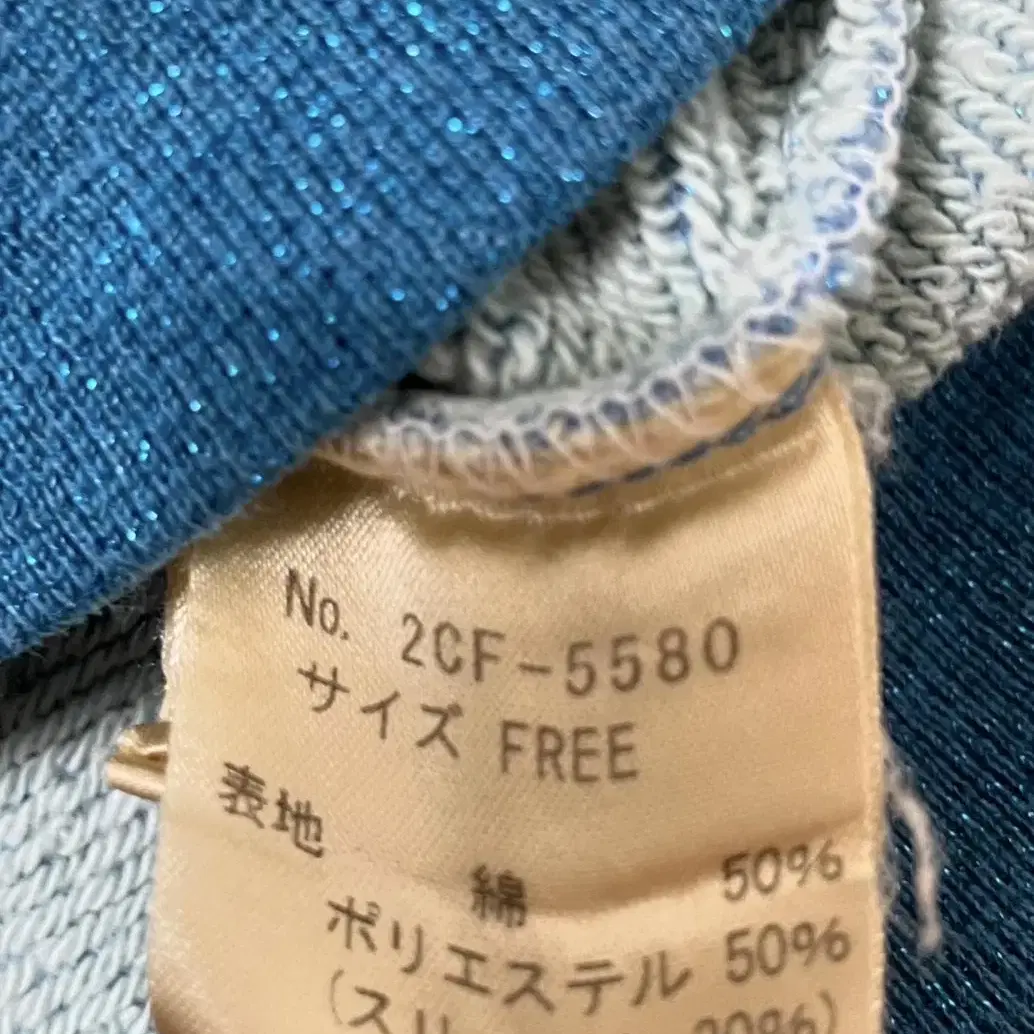 No. 2CF-5580
サイズ FREE
表地
綿 50%
ポリエステル 50%